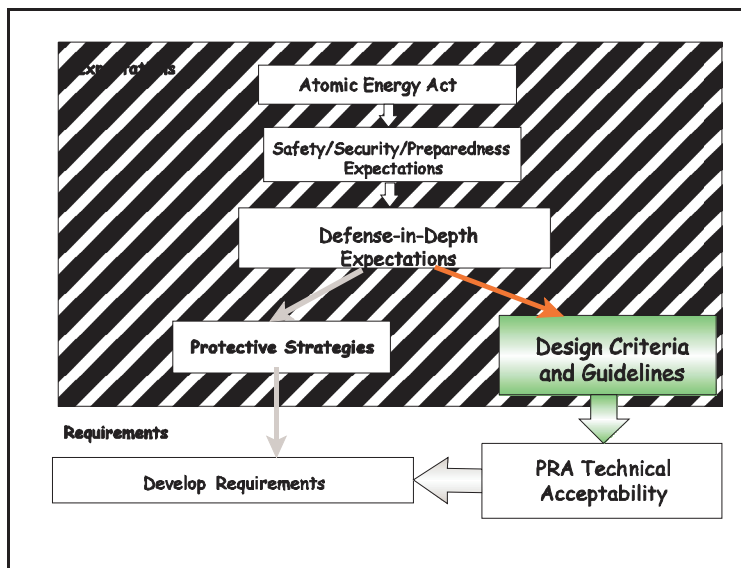 Expectations
Atomic Energy Act
Safety/Security/Preparedness
Expectations
Defense-in-Depth
Expectations
Protective Strategies
Design Criteria
and Guidelines
Requirements
Develop Requirements
PRA Technical
Acceptability